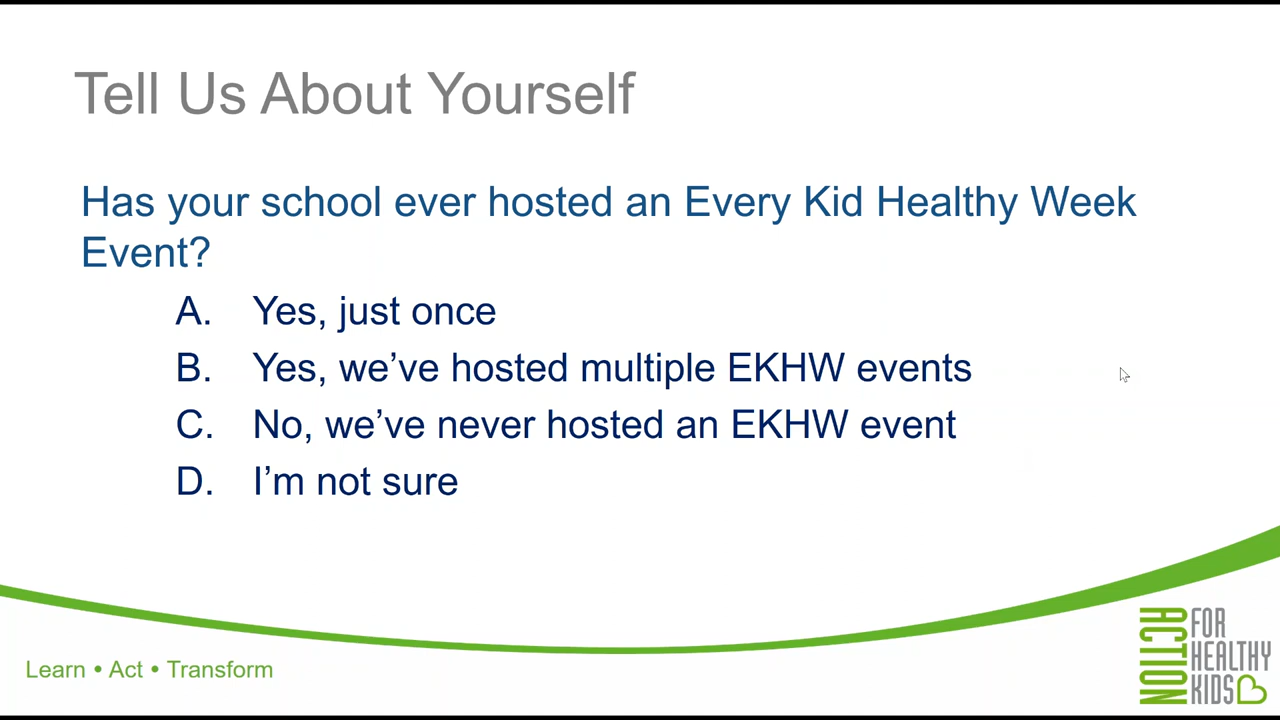 Tell Us About Yourself
Has your school ever hosted an Every Kid Healthy Week
Event?
A. Yes, just once
B. Yes, we’ve hosted multiple EKHW events
C. No, we’ve never hosted an EKHW event
D. I’m not sure
Learn • Act • Transform
ACTION
FOR
HEALTHY
KIDS